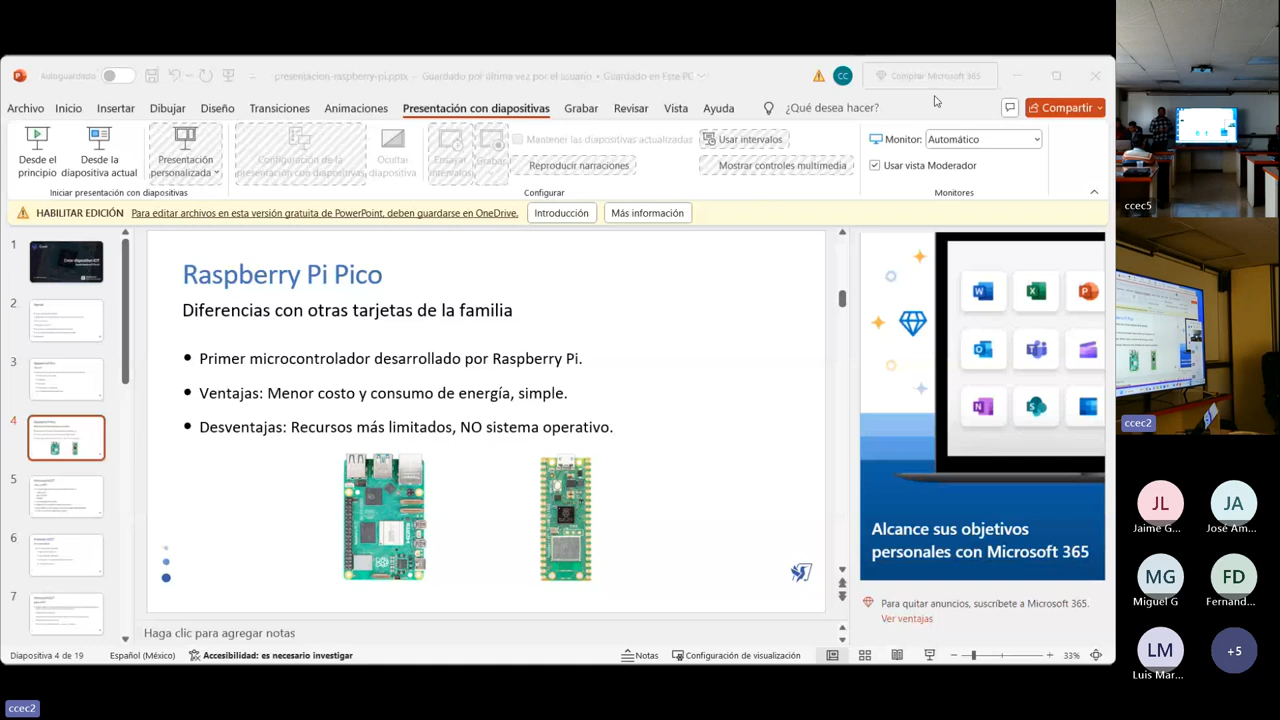 Autoguardado
presentacion-raspberry-pi.pptx • Guardado por última vez por el usuario • Guardado en Este PC
CC
Comprar Microsoft 365
Archivo Inicio Insertar Dibujar Diseño Transiciones Animaciones Presentación con diapositivas Grabar Revisar Vista Ayuda ¿Qué desea hacer? Compartir
Desde el principio
Desde la diapositiva actual
Presentación personalizada
Configuración de la presentación con diapositivas
Ocultar diapositiva
Mantener las diapositivas actualizadas
Reproducir narraciones
Usar intervalos
Mostrar controles multimedia
Monitor: Automático
Usar vista Moderador
Iniciar presentación con diapositivas
Configurar
Monitores
HABILITAR EDICIÓN Para editar archivos en esta versión gratuita de PowerPoint, deben guardarse en OneDrive. Introducción Más información
1
2
3
4
5
6
7
Raspberry Pi Pico
Diferencias con otras tarjetas de la familia
• Primer microcontrolador desarrollado por Raspberry Pi.
• Ventajas: Menor costo y consumo de energía, simple.
• Desventajas: Recursos más limitados, NO sistema operativo.
Alcance sus objetivos
personales con Microsoft 365
Para quitar anuncios, suscríbete a Microsoft 365.
Ver ventajas
Haga clic para agregar notas
Diapositiva 4 de 19 Español (México) Accesibilidad: es necesario investigar Notas Configuración de visualización 33%
ccec5
ccec2
JL
Jaime G...
JA
José Am...
MG
Miguel G
FD
Fernand...
LM
Luis Mar...
+5
ccec2